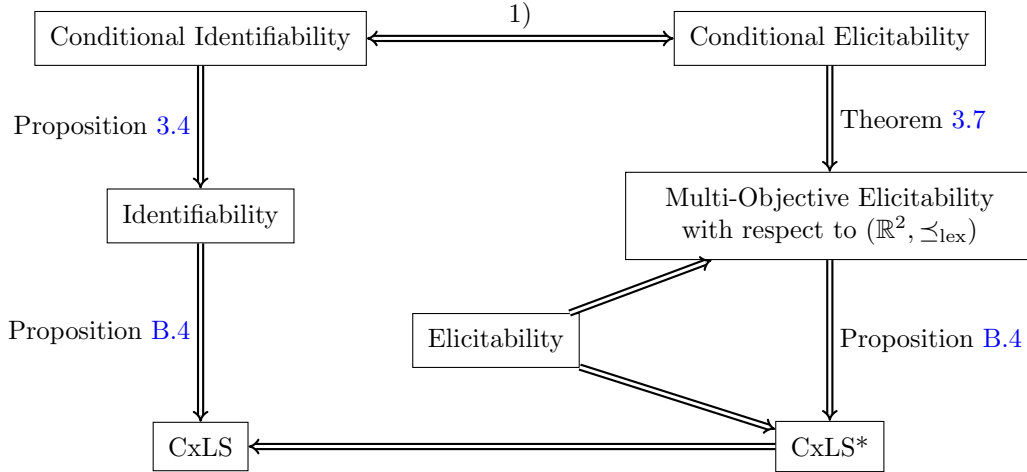 1)
Conditional Identifiability
Conditional Elicitability
Proposition 3.4
Theorem 3.7
Identifiability
Multi-Objective Elicitability
with respect to (ℝ², ⪯lex)
Proposition B.4
Elicitability
Proposition B.4
CxLS
CxLS*